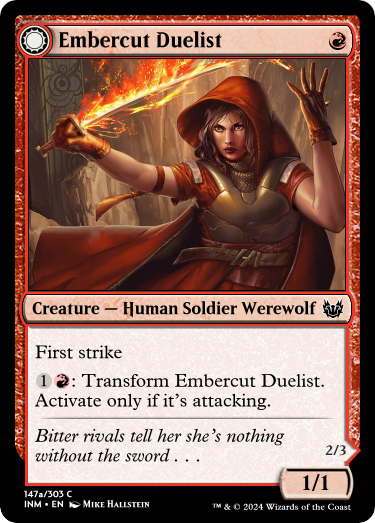 Embercut Duelist
Creature — Human Soldier Werewolf
First strike
1 : Transform Embercut Duelist.
Activate only if it's attacking.
Bitter rivals tell her she's nothing
without the sword . . .
2/3
1/1
147a/303 C
INM • EN Mike Hallstein
™ & © 2024 Wizards of the Coast